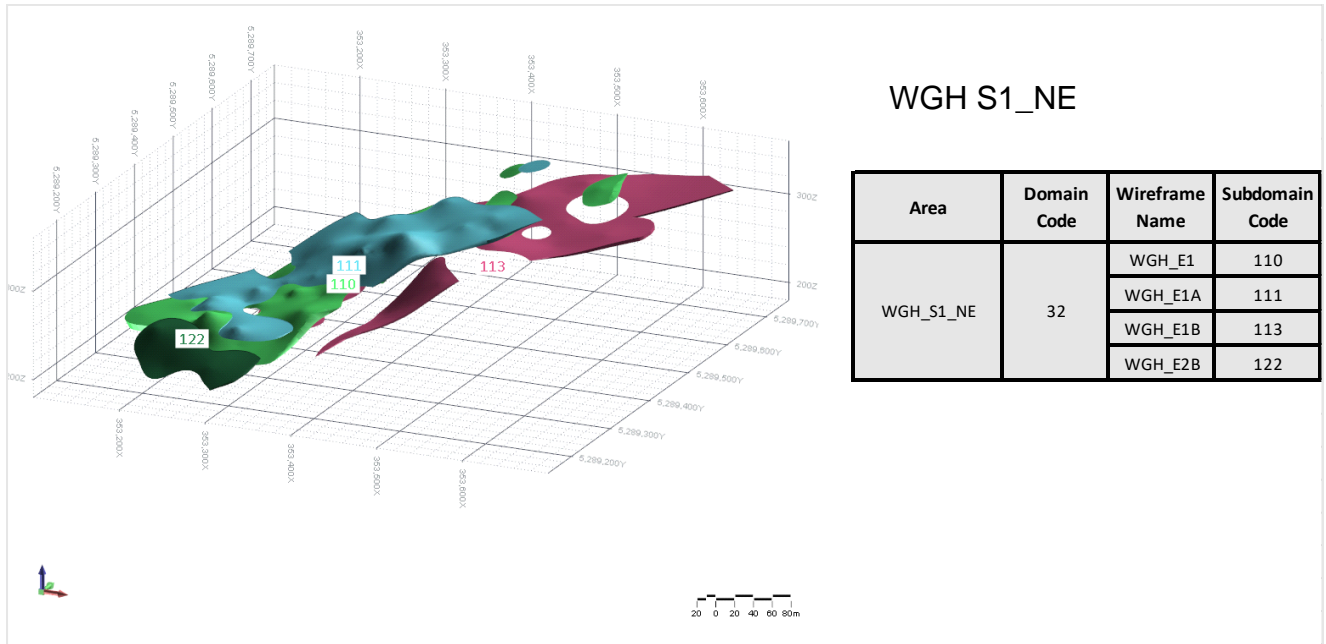 WGH S1_NE
Area Domain Code Wireframe Name Subdomain Code
WGH_S1_NE 32
WGH_E1 110
WGH_E1A 111
WGH_E1B 113
WGH_E2B 122
5,289,700Y
5,289,600Y
5,289,500Y
5,289,400Y
5,289,300Y
5,289,200Y
353,200X
353,300X
353,400X
353,500X
353,600X
300Z
200Z
111
110
113
122
5,289,700Y
5,289,600Y
5,289,500Y
5,289,400Y
5,289,300Y
5,289,200Y
353,200X
353,300X
353,400X
353,500X
353,600X
20 0 20 40 60 80m